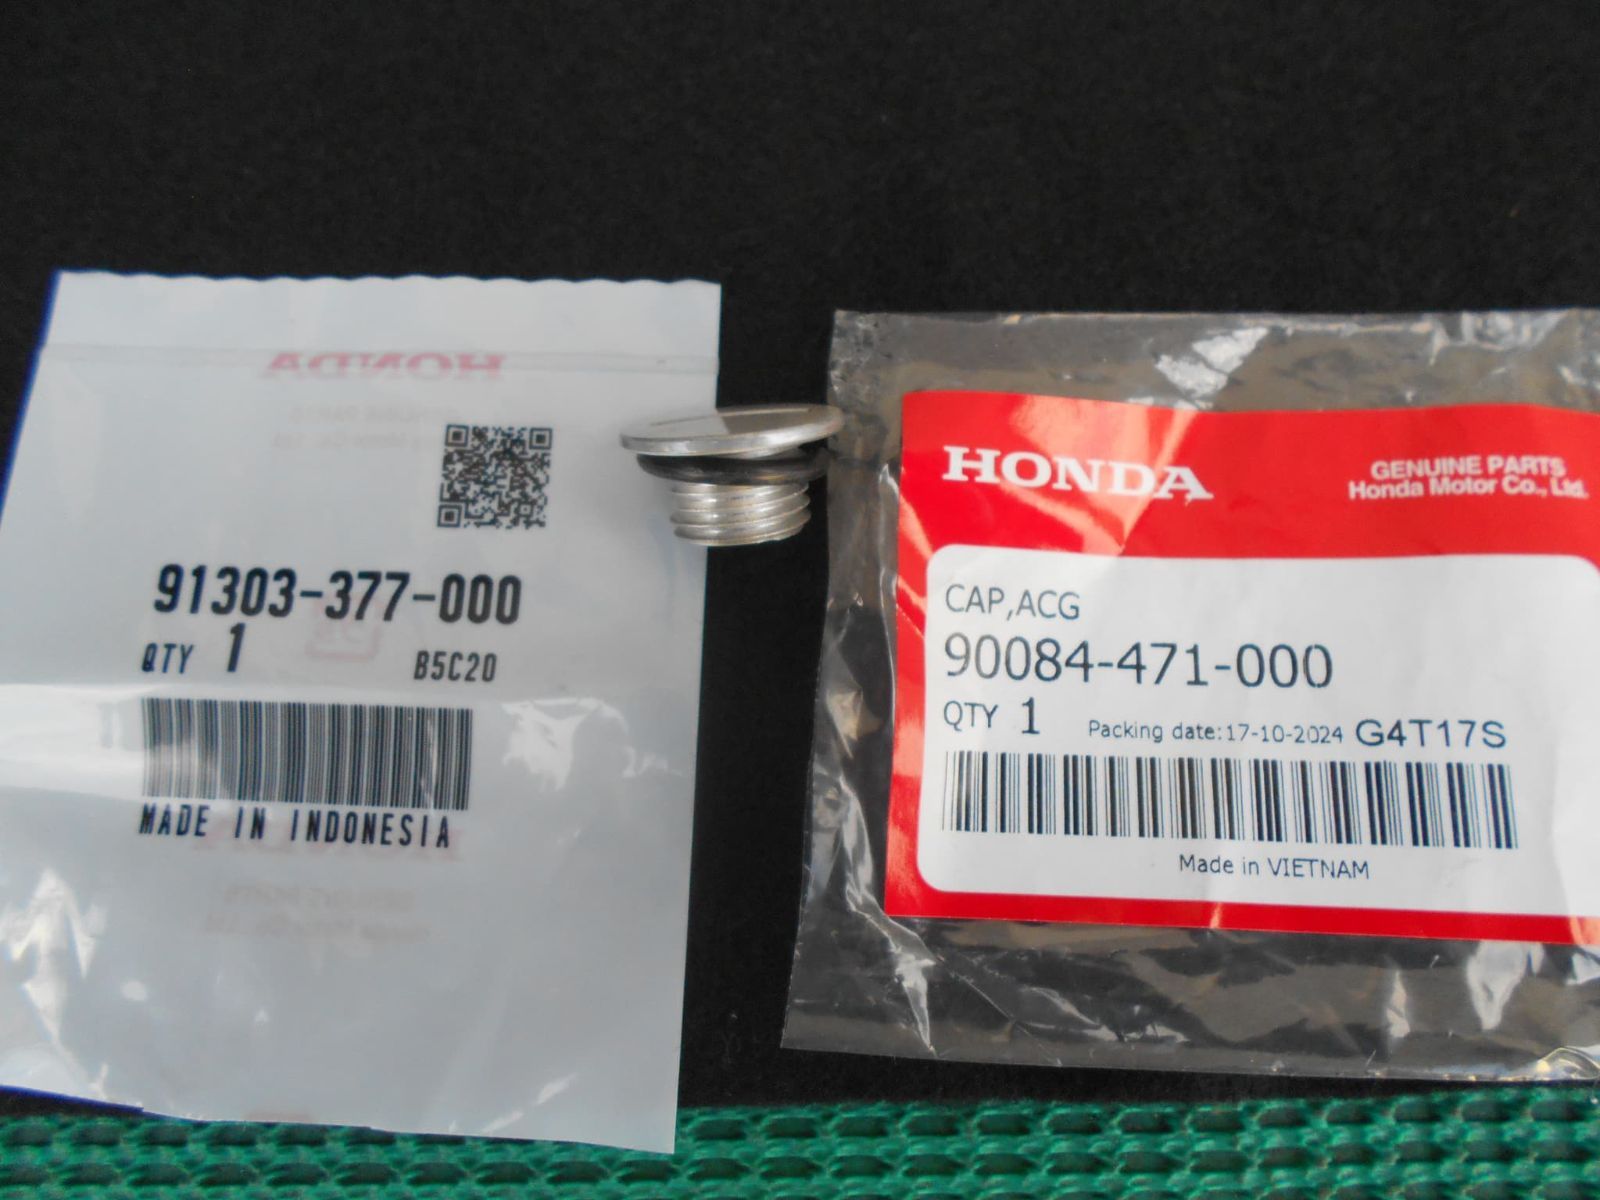 HONDA
91303-377-000
QTY 1 B5C20
MADE IN INDONESIA
HONDA
GENUINE PARTS
Honda Motor Co., Ltd.
CAP,ACG
90084-471-000
QTY 1 Packing date:17-10-2024 G4T17S
Made in VIETNAM